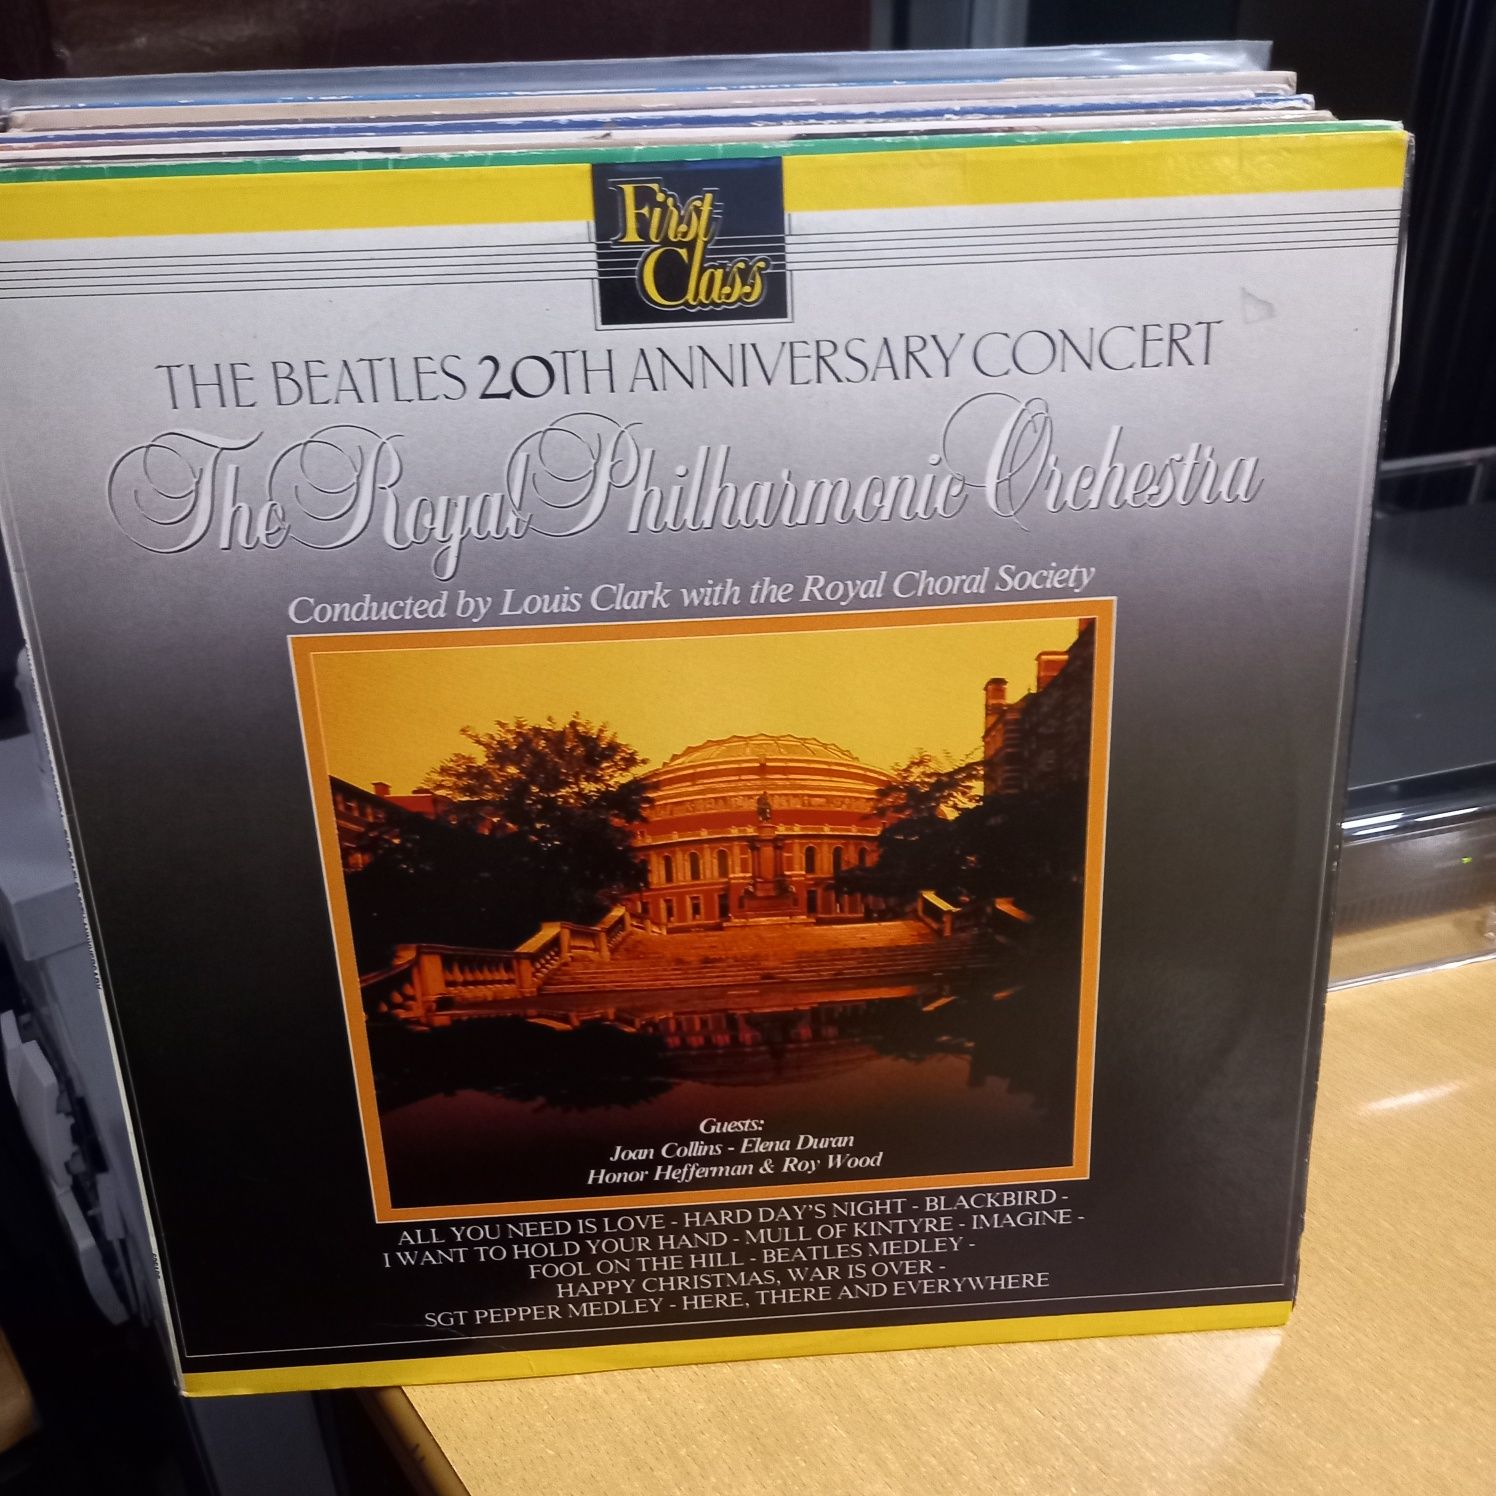 First
Class
THE BEATLES 20TH ANNIVERSARY CONCERT
The Royal Philharmonic Orchestra
Conducted by Louis Clark with the Royal Choral Society
Guests:
Joan Collins - Elena Duran
Honor Hefferman & Roy Wood
ALL YOU NEED IS LOVE - HARD DAY'S NIGHT - BLACKBIRD -
I WANT TO HOLD YOUR HAND - MULL OF KINTYRE - IMAGINE -
FOOL ON THE HILL - BEATLES MEDLEY -
HAPPY CHRISTMAS, WAR IS OVER -
SGT PEPPER MEDLEY - HERE, THERE AND EVERYWHERE